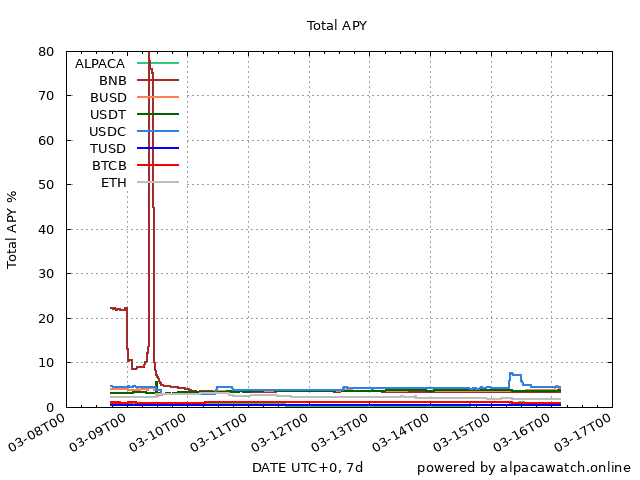 Total APY
80
70
60
50
40
30
20
10
0
Total APY %
ALPACA
BNB
BUSD
USDT
USDC
TUSD
BTCB
ETH
03-08T00
03-09T00
03-10T00
03-11T00
03-12T00
03-13T00
03-14T00
03-15T00
03-16T00
03-17T00
DATE UTC+0, 7d
powered by alpacawatch.online